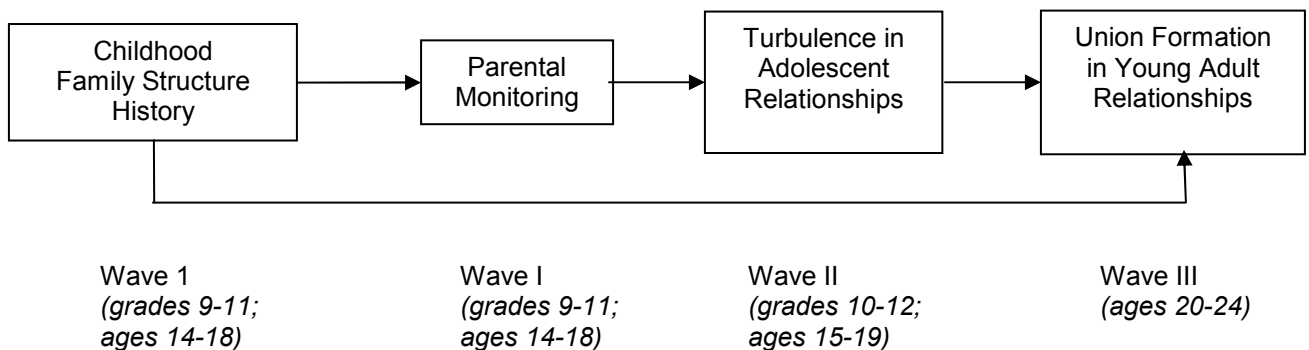 Childhood
Family Structure
History
Parental
Monitoring
Turbulence in
Adolescent
Relationships
Union Formation
in Young Adult
Relationships
Wave 1
(grades 9-11;
ages 14-18)
Wave I
(grades 9-11;
ages 14-18)
Wave II
(grades 10-12;
ages 15-19)
Wave III
(ages 20-24)